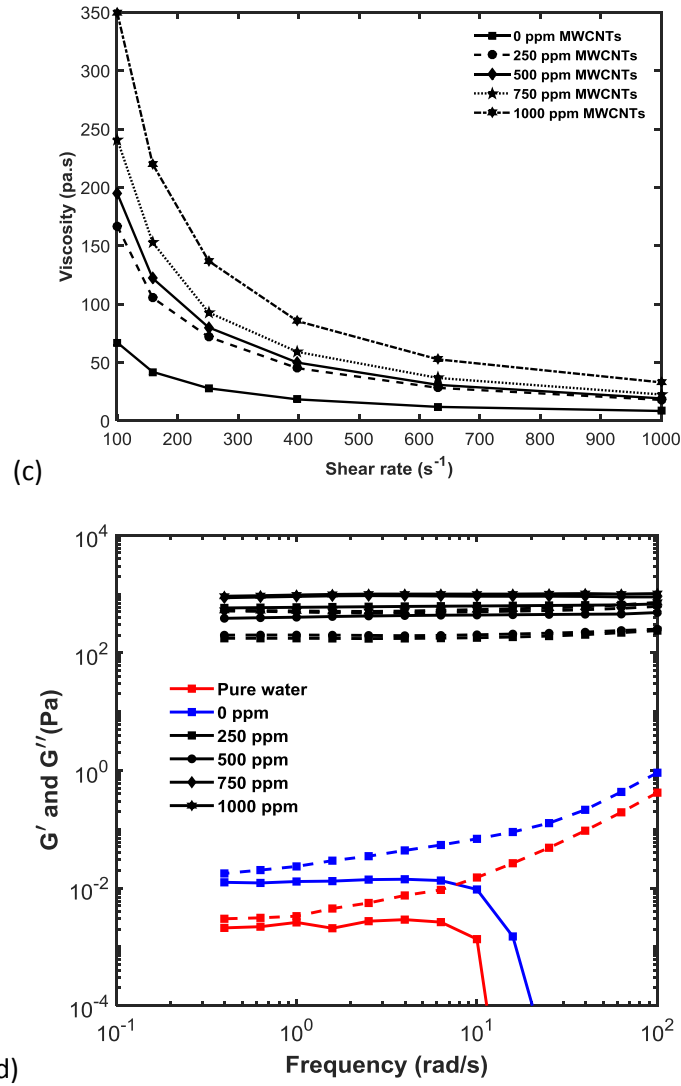 350
300
250
200
150
100
50
0
Viscosity (pa.s)
0 ppm MWCNTs
250 ppm MWCNTs
500 ppm MWCNTs
750 ppm MWCNTs
1000 ppm MWCNTs
100 200 300 400 500 600 700 800 900 1000
Shear rate (s⁻¹)
(c)
10⁴
10²
10⁰
10⁻²
10⁻⁴
G′ and G″(Pa)
Pure water
0 ppm
250 ppm
500 ppm
750 ppm
1000 ppm
10⁻¹ 10⁰ 10¹ 10²
Frequency (rad/s)
d)